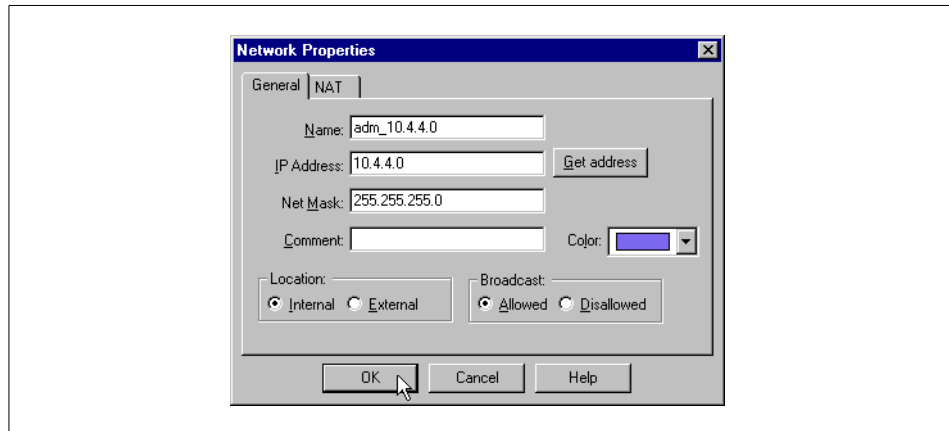 Network Properties
General NAT
Name: adm_10.4.4.0
IP Address: 10.4.4.0 Get address
Net Mask: 255.255.255.0
Comment: Color:
Location: Broadcast:
Internal External Allowed Disallowed
OK Cancel Help